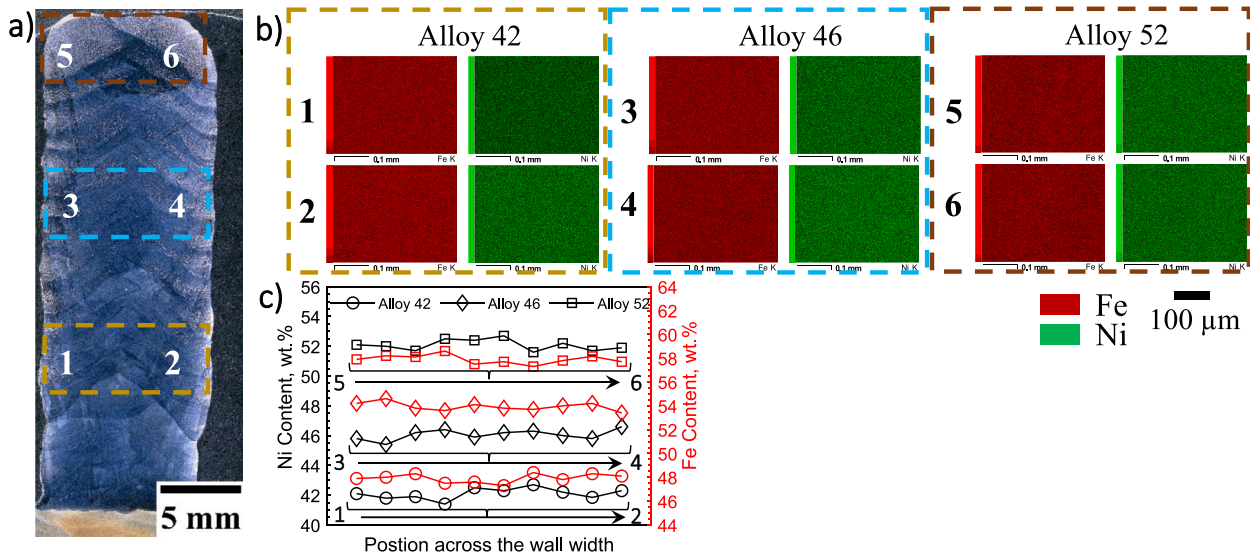 a)
5 6
3 4
1 2
5 mm
b)
Alloy 42
1
0.1 mm Fe K
0.1 mm Ni K
2
0.1 mm Fe K
0.1 mm Ni K
Alloy 46
3
0.1 mm Fe K
0.1 mm Ni K
4
0.1 mm Fe K
0.1 mm Ni K
Alloy 52
5
0.1 mm Fe K
0.1 mm Ni K
6
0.1 mm Fe K
0.1 mm Ni K
Fe
Ni
100 µm
c)
Alloy 42 Alloy 46 Alloy 52
Ni Content, wt.%
56
54
52
50
48
46
44
42
40
Fe Content, wt.%
64
62
60
58
56
54
52
50
48
46
44
5 6
3 4
1 2
Postion across the wall width